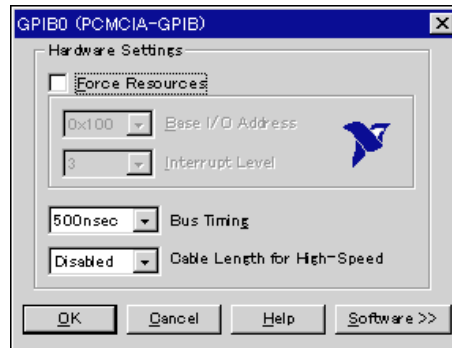 GPIB0 (PCMCIA-GPIB)
Hardware Settings
Force Resources
0x100 Base I/O Address
3 Interrupt Level
500nsec Bus Timing
Disabled Cable Length for High-Speed
OK Cancel Help Software >>